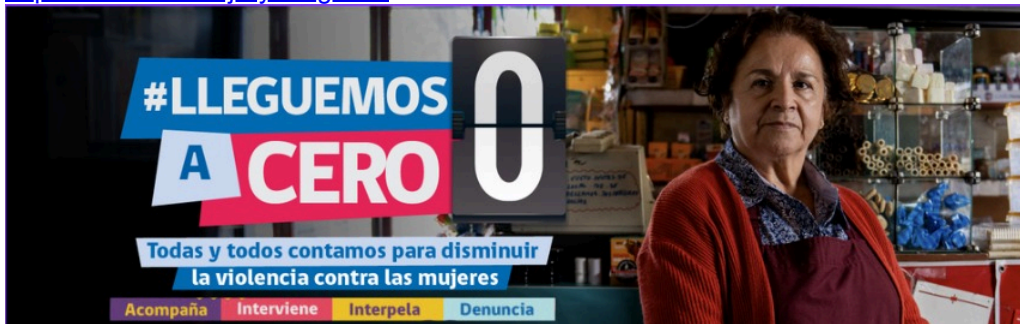 #LLEGUEMOS
A CERO
0
Todas y todos contamos para disminuir
la violencia contra las mujeres
Acompaña Interviene Interpela Denuncia